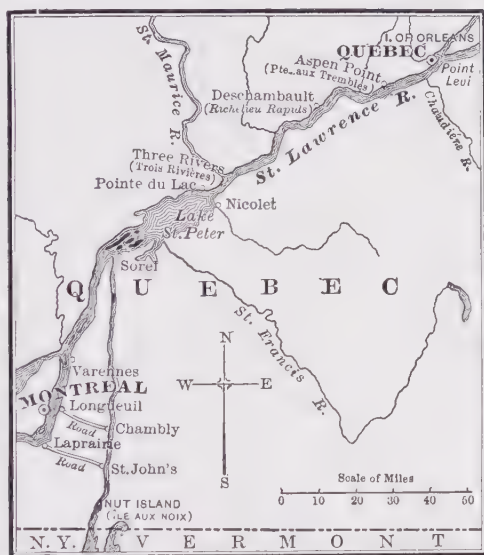 I. OF ORLEANS
QUEBEC
Point
Levi
Aspen Point
(Pte. aux Trembles)
St. Maurice R.
Deschambault
(Richelieu Rapids)
Chaudière R.
St. Lawrence R.
Three Rivers
(Trois Rivières)
Pointe du Lac
Nicolet
Lake
St. Peter
Sorel
QUEBEC
St. Francis R.
N
W E
S
Varennes
MONTREAL
Longueuil
Road
Chambly
Laprairie
Road
St. John's
NUT ISLAND
(ILE AUX NOIX)
Scale of Miles
0 10 20 30 40 50
N.Y. VERMONT